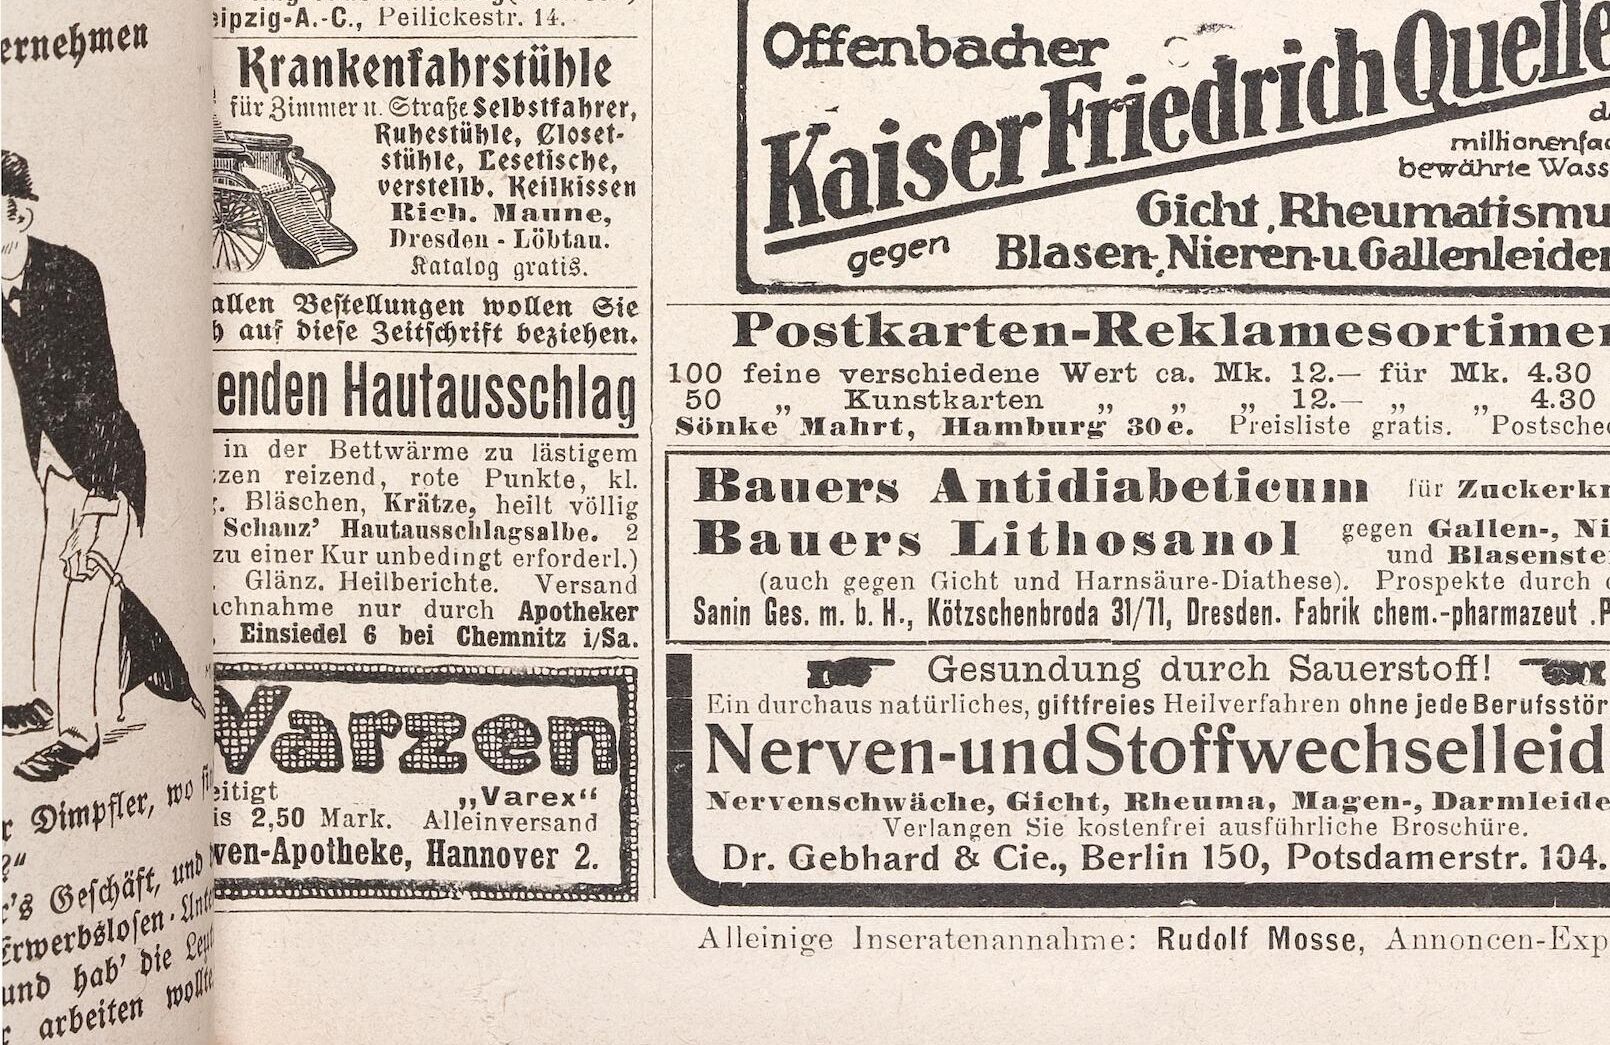 ernehmen
r Dimpfler, wo
?"
r's Geschäft, und
Erwerbslosen-Unt
und hab' die
r arbeiten wollte
eipzig-A.-C., Peilickestr. 14.
Krankenfahrstühle
für Zimmer u. Straße Selbstfahrer,
Ruhestühle, Closet-
stühle, Lesetische,
verstellb. Keilkissen
Rich. Maune,
Dresden - Löbtau.
Katalog gratis.
allen Bestellungen wollen Sie
h auf diese Zeitschrift beziehen.
enden Hautausschlag
in der Bettwärme zu lästigem
zen reizend, rote Punkte, kl.
. Bläschen, Krätze, heilt völlig
Schanz' Hautausschlagsalbe. 2
zu einer Kur unbedingt erforderl.)
. Glänz. Heilberichte. Versand
achnahme nur durch Apotheker
, Einsiedel 6 bei Chemnitz i/Sa.
Warzen
eitigt „Varex“
is 2,50 Mark. Alleinversand
wen-Apotheke, Hannover 2.
Offenbacher
Kaiser Friedrich Quelle
d
millionenfac
bewährte Wass
gegen Gicht, Rheumatismu
Blasen-, Nieren- u Gallenleiden
Postkarten-Reklamesortimen
100 feine verschiedene Wert ca. Mk. 12.— für Mk. 4.30
50 „ Kunstkarten „ „ „ 12.— „ „ 4.30
Sönke Mahrt, Hamburg 30 e. Preisliste gratis. Postschec
Bauers Antidiabeticum für Zuckerkr
Bauers Lithosanol gegen Gallen-, Ni
und Blasenste
(auch gegen Gicht und Harnsäure-Diathese). Prospekte durch d
Sanin Ges. m. b. H., Kötzschenbroda 31/71, Dresden. Fabrik chem.-pharmazeut. P
Gesundung durch Sauerstoff!
Ein durchaus natürliches, giftfreies Heilverfahren ohne jede Berufsstör
Nerven- und Stoffwechselleid
Nervenschwäche, Gicht, Rheuma, Magen-, Darmleide
Verlangen Sie kostenfrei ausführliche Broschüre.
Dr. Gebhard & Cie., Berlin 150, Potsdamerstr. 104.
Alleinige Inseratenannahme: Rudolf Mosse, Annoncen-Exp